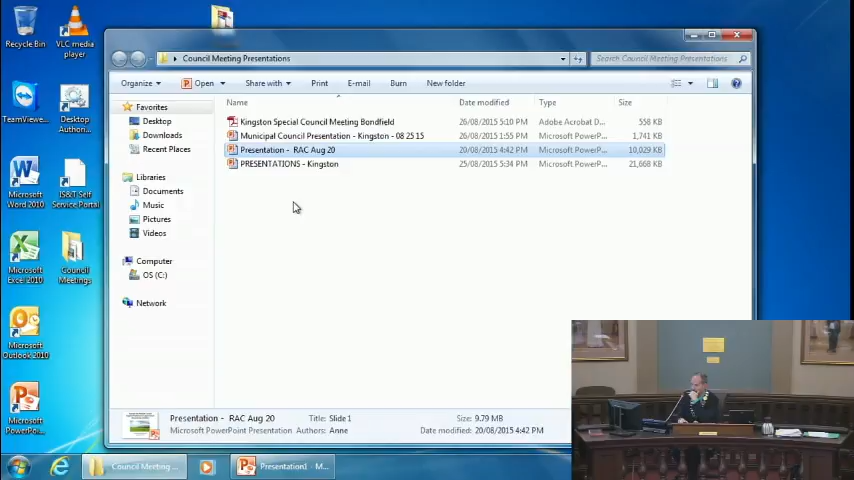 Council Meeting Presentations
Search Council Meeting Presentations
Organize
Open
Share with
Print
E-mail
Burn
New folder
Name
Date modified
Type
Size
Kingston Special Council Meeting Bondfield
26/08/2015 5:10 PM
Adobe Acrobat D...
558 KB
Municipal Council Presentation - Kingston - 08 25 15
26/08/2015 1:55 PM
Microsoft PowerP...
1,741 KB
Presentation - RAC Aug 20
20/08/2015 4:42 PM
Microsoft PowerP...
10,029 KB
PRESENTATIONS - Kingston
25/08/2015 5:34 PM
Microsoft PowerP...
21,668 KB
Favorites
Desktop
Downloads
Recent Places
Libraries
Documents
Music
Pictures
Videos
Computer
OS (C:)
Network
Recycle Bin
VLC media
player
TeamViewe...
Desktop
Authori...
Microsoft
Word 2010
IS&T Self
Service Portal
Microsoft
Excel 2010
Council
Meetings
Microsoft
Outlook 2010
Microsoft
PowerPoi...
Presentation - RAC Aug 20
Title: Slide 1
Size: 9.79 MB
Microsoft PowerPoint Presentation
Authors: Anne
Date modified: 20/08/2015 4:42 PM
Council Meeting ...
Presentation1 - M...